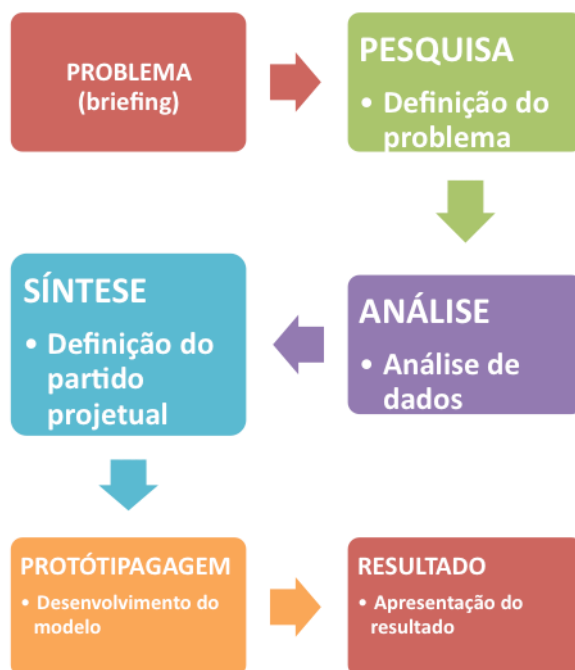 PROBLEMA
(briefing)
PESQUISA
• Definição do
problema
ANÁLISE
• Análise de
dados
SÍNTESE
• Definição do
partido
projetual
PROTÓTIPAGAGEM
• Desenvolvimento do
modelo
RESULTADO
• Apresentação do
resultado